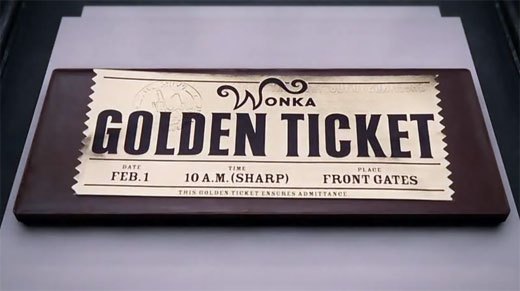 WONKA
GOLDEN TICKET
DATE
FEB. 1
TIME
10 A.M. (SHARP)
PLACE
FRONT GATES
THIS GOLDEN TICKET ENSURES ADMITTANCE